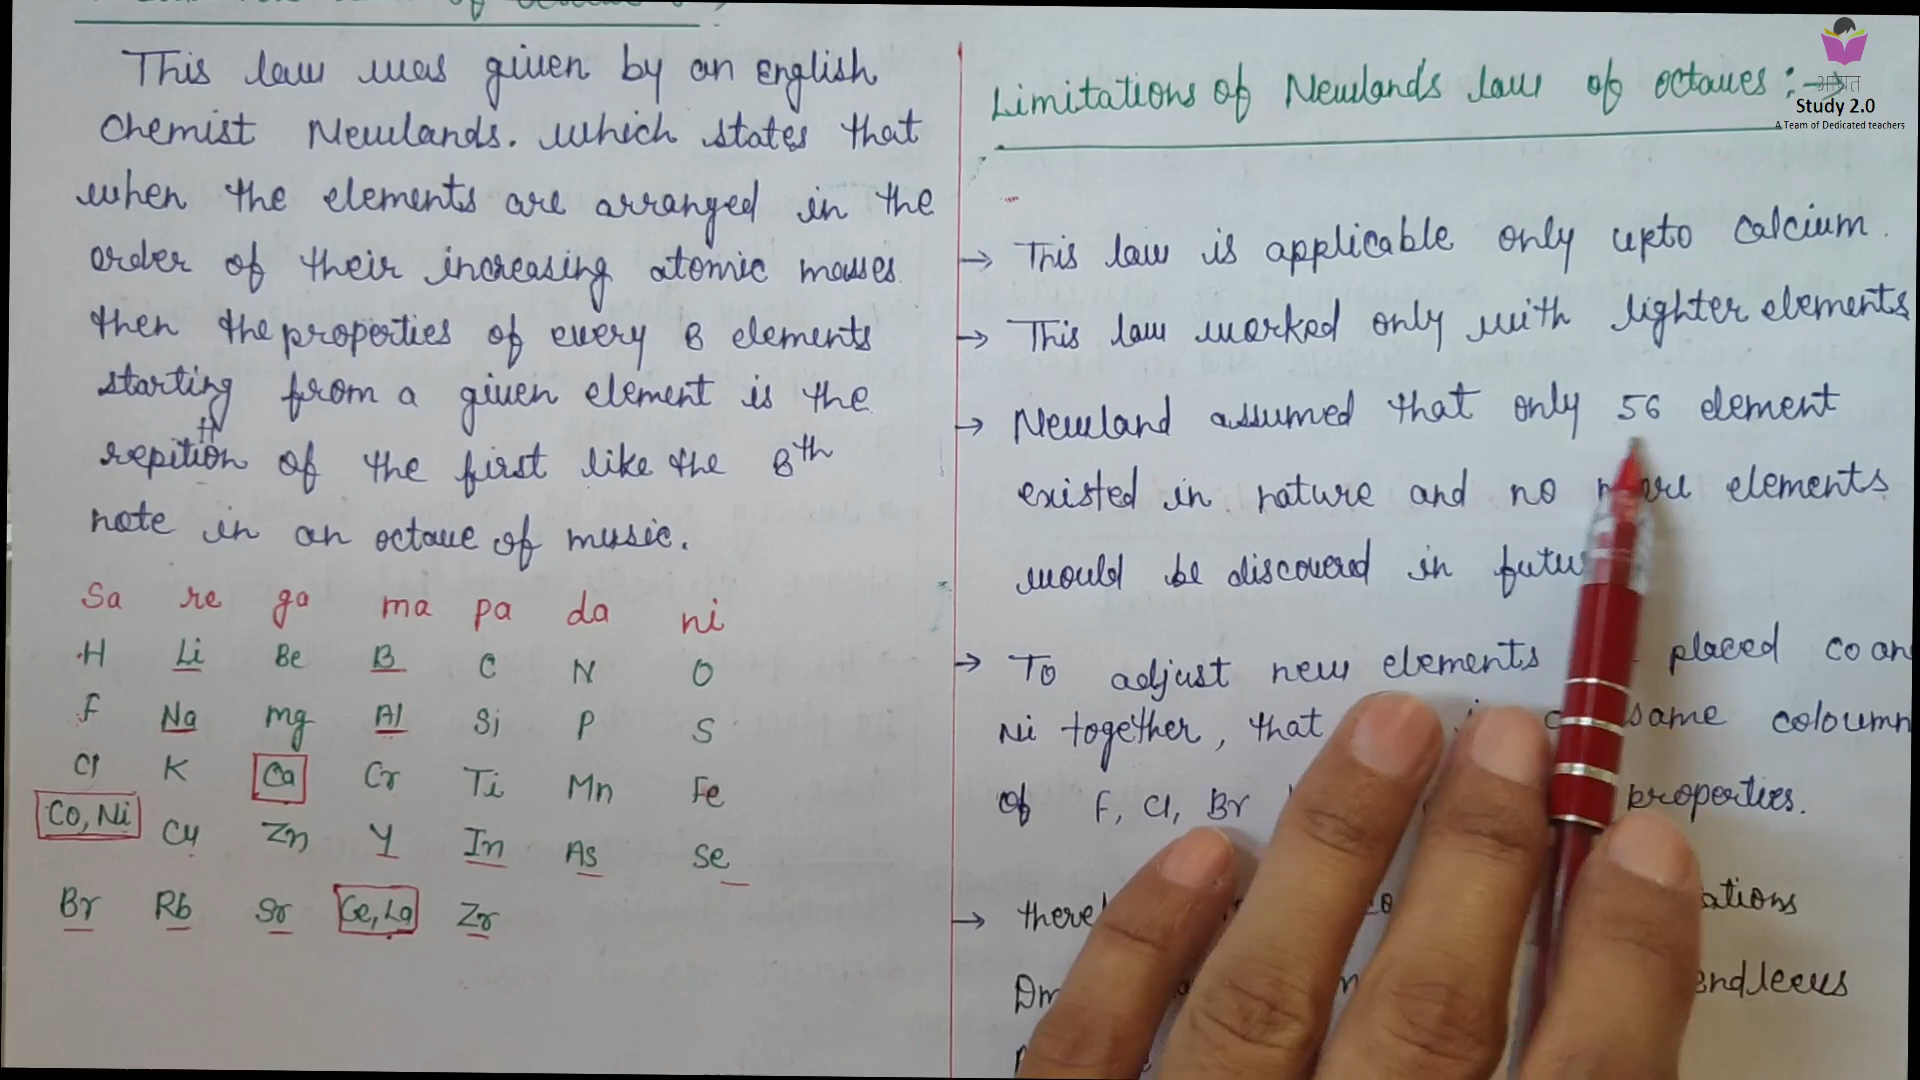 This law was given by an english
chemist Newlands. which states that
when the elements are arranged in the
order of their increasing atomic masses
then the properties of every 8 elements
starting from a given element is the
repition of the first like the 8th
note in an octave of music.
Sa re ga ma pa da ni
H Li Be B C N O
F Na Mg Al Si P S
Cl K Ca Cr Ti Mn Fe
Co, Ni Cu Zn Y In As Se
Br Rb Sr Ce, La Zr
Limitations of Newlands law of octaves :→
→ This law is applicable only upto calcium.
→ This law worked only with lighter elements
→ Newland assumed that only 56 element
existed in nature and no more elements
would be discovered in
→ To adjust new elements placed co an
Ni together, that same coloumn
of F, Cl, Br properties.
→
Study 2.0
A Team of Dedicated teachers